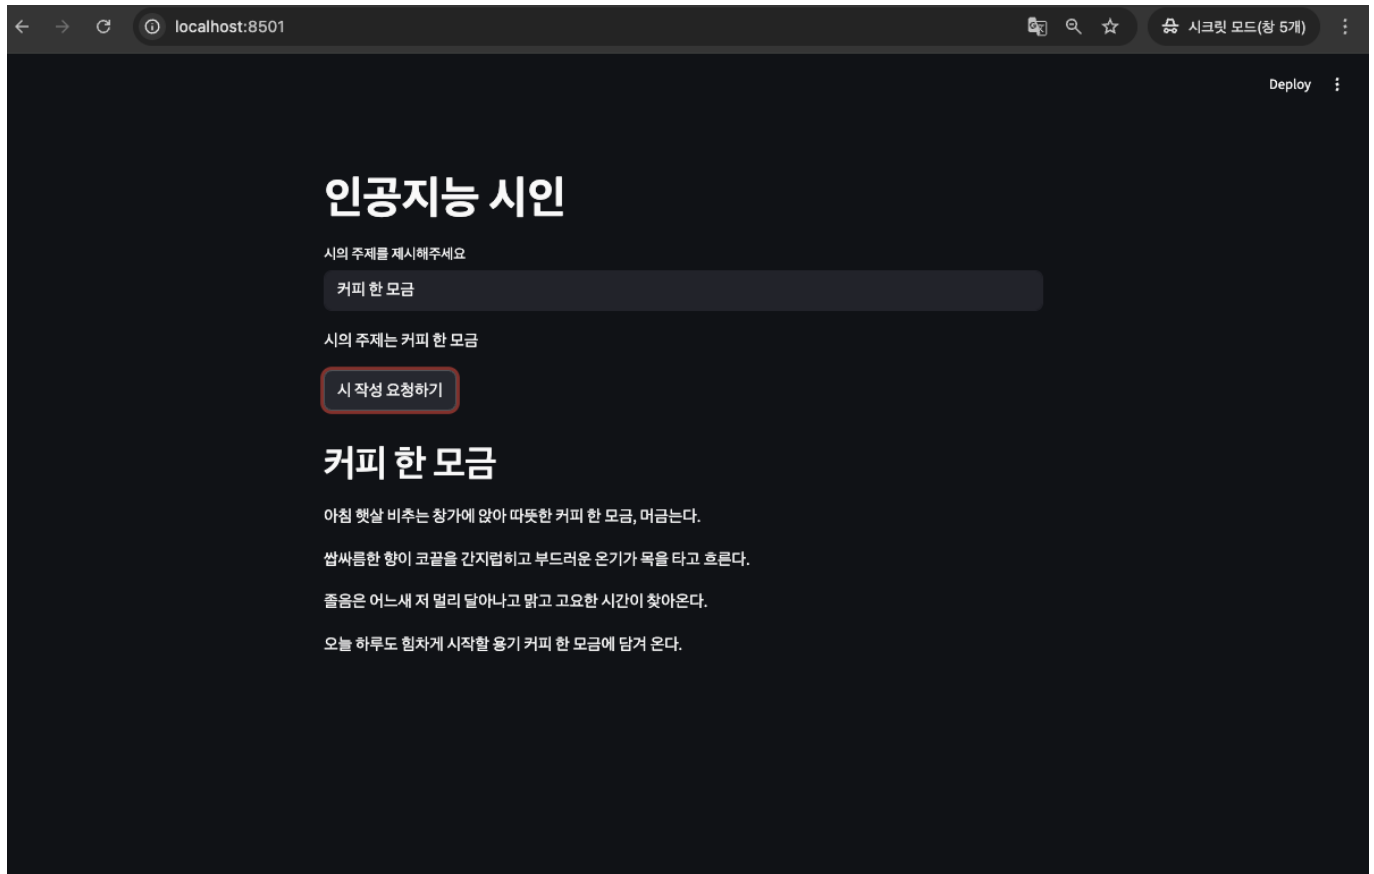 localhost:8501
시크릿 모드(창 5개)
Deploy
인공지능 시인
시의 주제를 제시해주세요
커피 한 모금
시의 주제는 커피 한 모금
시 작성 요청하기
커피 한 모금
아침 햇살 비추는 창가에 앉아 따뜻한 커피 한 모금, 머금는다.
쌉싸름한 향이 코끝을 간지럽히고 부드러운 온기가 목을 타고 흐른다.
졸음은 어느새 저 멀리 달아나고 맑고 고요한 시간이 찾아온다.
오늘 하루도 힘차게 시작할 용기 커피 한 모금에 담겨 온다.